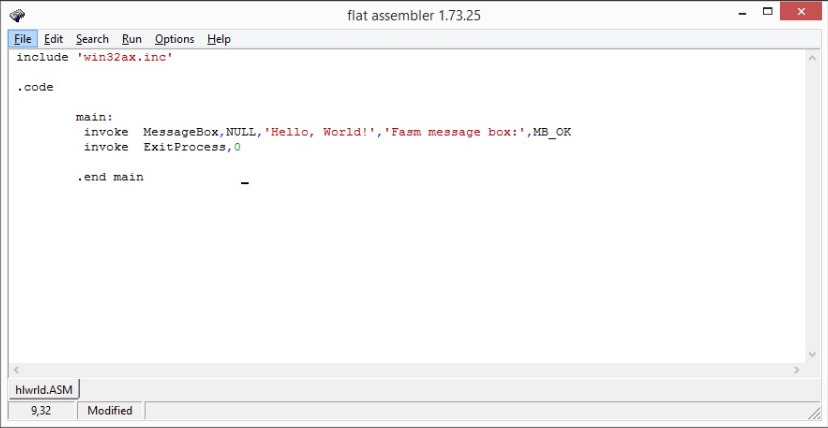 flat assembler 1.73.25
File Edit Search Run Options Help
include 'win32ax.inc'
.code
main:
invoke MessageBox,NULL,'Hello, World!','Fasm message box:',MB_OK
invoke ExitProcess,0
.end main
hlwrld.ASM
9,32 Modified